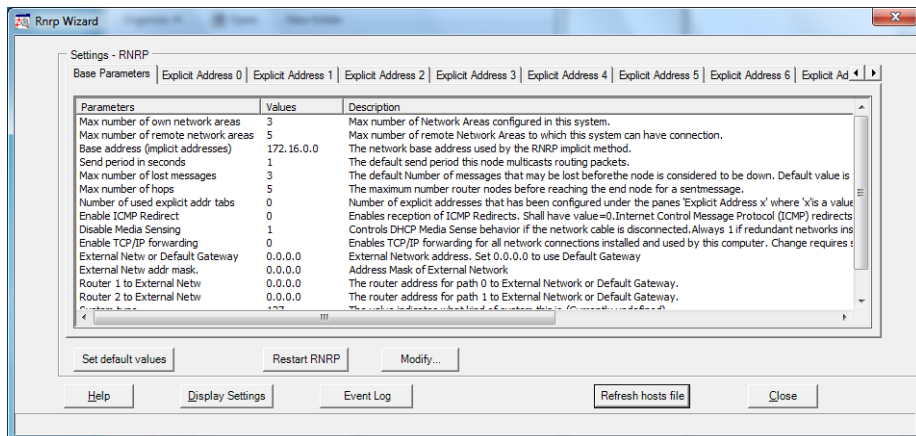 Rnrp Wizard
Settings - RNRP
Base Parameters Explicit Address 0 Explicit Address 1 Explicit Address 2 Explicit Address 3 Explicit Address 4 Explicit Address 5 Explicit Address 6 Explicit Ad
Parameters Values Description
Max number of own network areas 3 Max number of Network Areas configured in this system.
Max number of remote network areas 5 Max number of remote Network Areas to which this system can have connection.
Base address (implicit addresses) 172.16.0.0 The network base address used by the RNRP implicit method.
Send period in seconds 1 The default send period this node multicasts routing packets.
Max number of lost messages 3 The default Number of messages that may be lost beforethe node is considered to be down. Default value is
Max number of hops 5 The maximum number router nodes before reaching the end node for a sentmessage.
Number of used explicit addr tabs 0 Number of explicit addresses that has been configured under the panes 'Explicit Address x' where 'x'is a value
Enable ICMP Redirect 0 Enables reception of ICMP Redirects. Shall have value=0.Internet Control Message Protocol (ICMP) redirects
Disable Media Sensing 1 Controls DHCP Media Sense behavior if the network cable is disconnected.Always 1 if redundant networks ins
Enable TCP/IP forwarding 0 Enables TCP/IP forwarding for all network connections installed and used by this computer. Change requires s
External Netw or Default Gateway 0.0.0.0 External Network address. Set 0.0.0.0 to use Default Gateway
External Netw addr mask. 0.0.0.0 Address Mask of External Network
Router 1 to External Netw 0.0.0.0 The router address for path 0 to External Network or Default Gateway.
Router 2 to External Netw 0.0.0.0 The router address for path 1 to External Network or Default Gateway.
System type 127 The value indicates what kind of system this is (Currently undefined)
Set default values Restart RNRP Modify...
Help Display Settings Event Log Refresh hosts file Close